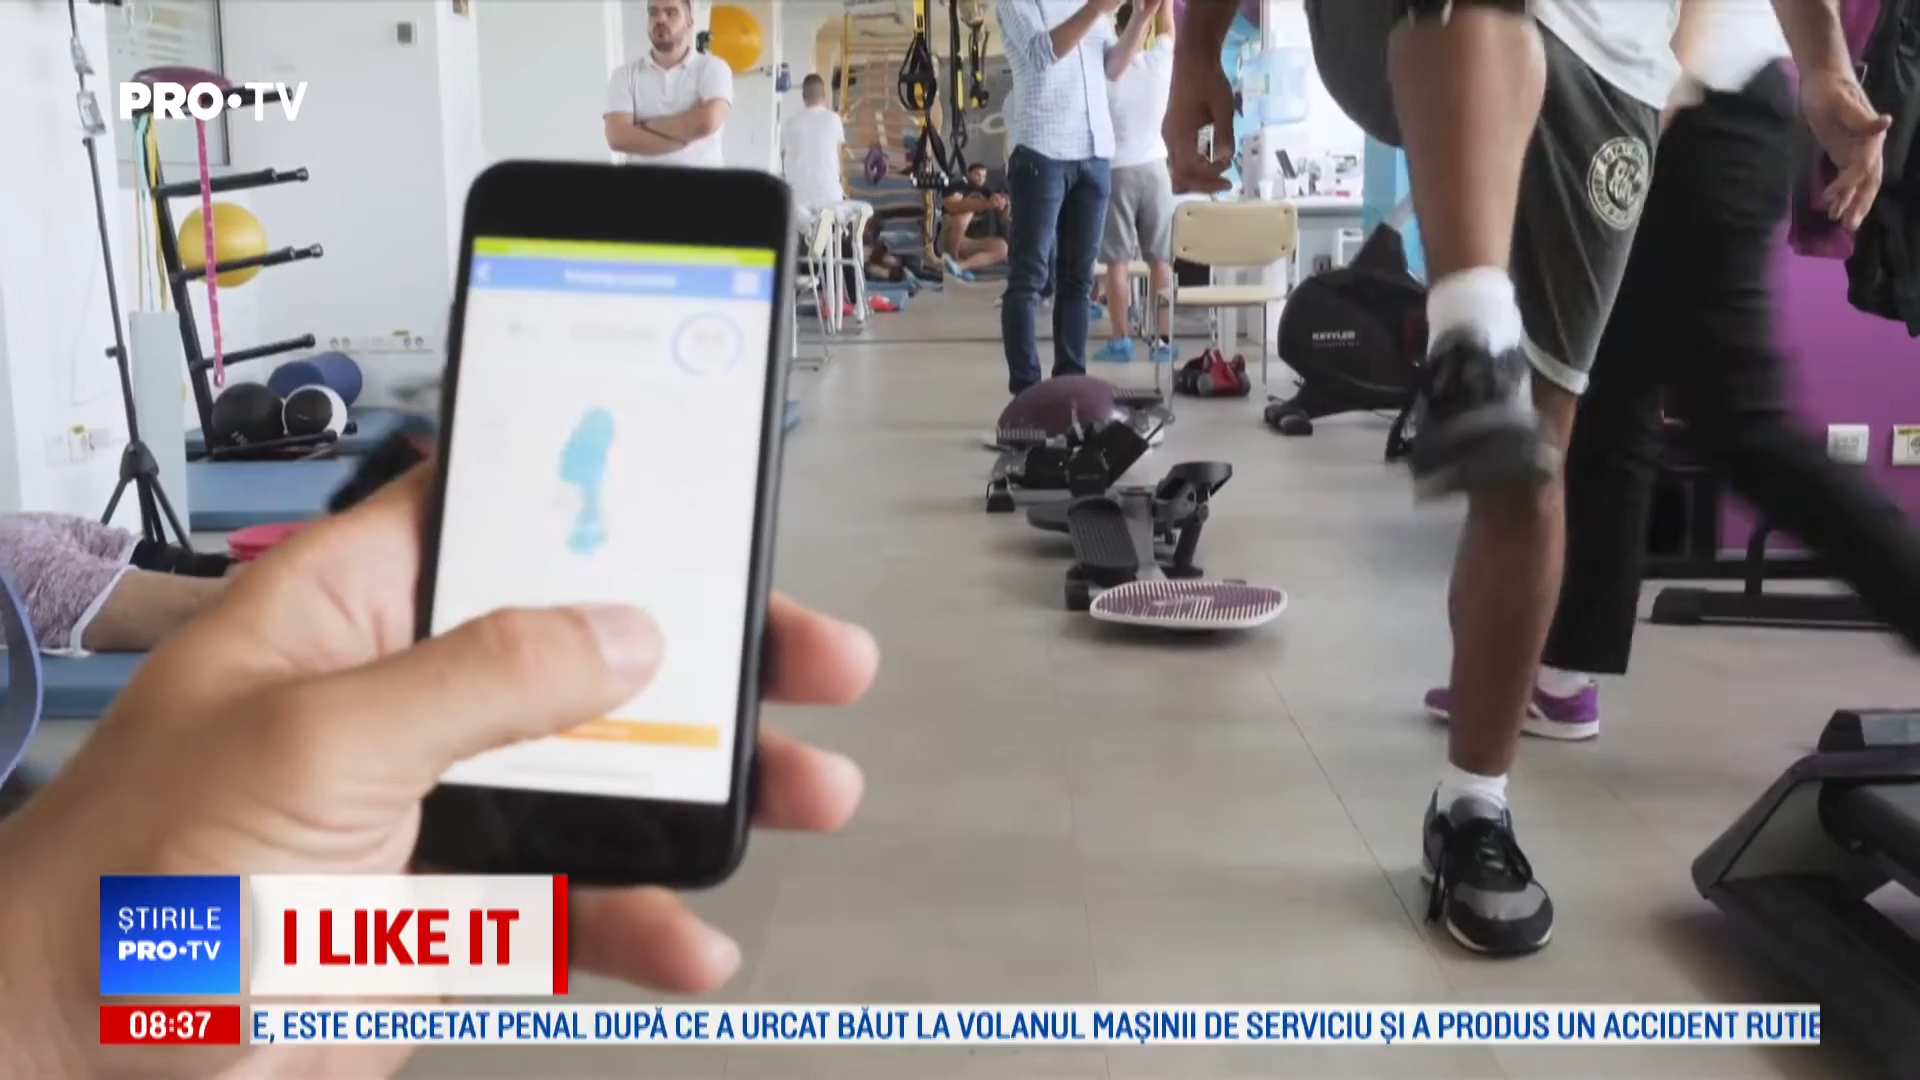 PRO•TV
KETTLER
ȘTIRILE
PRO•TV
I LIKE IT
08:37
E, ESTE CERCETAT PENAL DUPĂ CE A URCAT BĂUT LA VOLANUL MAȘINII DE SERVICIU ȘI A PRODUS UN ACCIDENT RUTIE